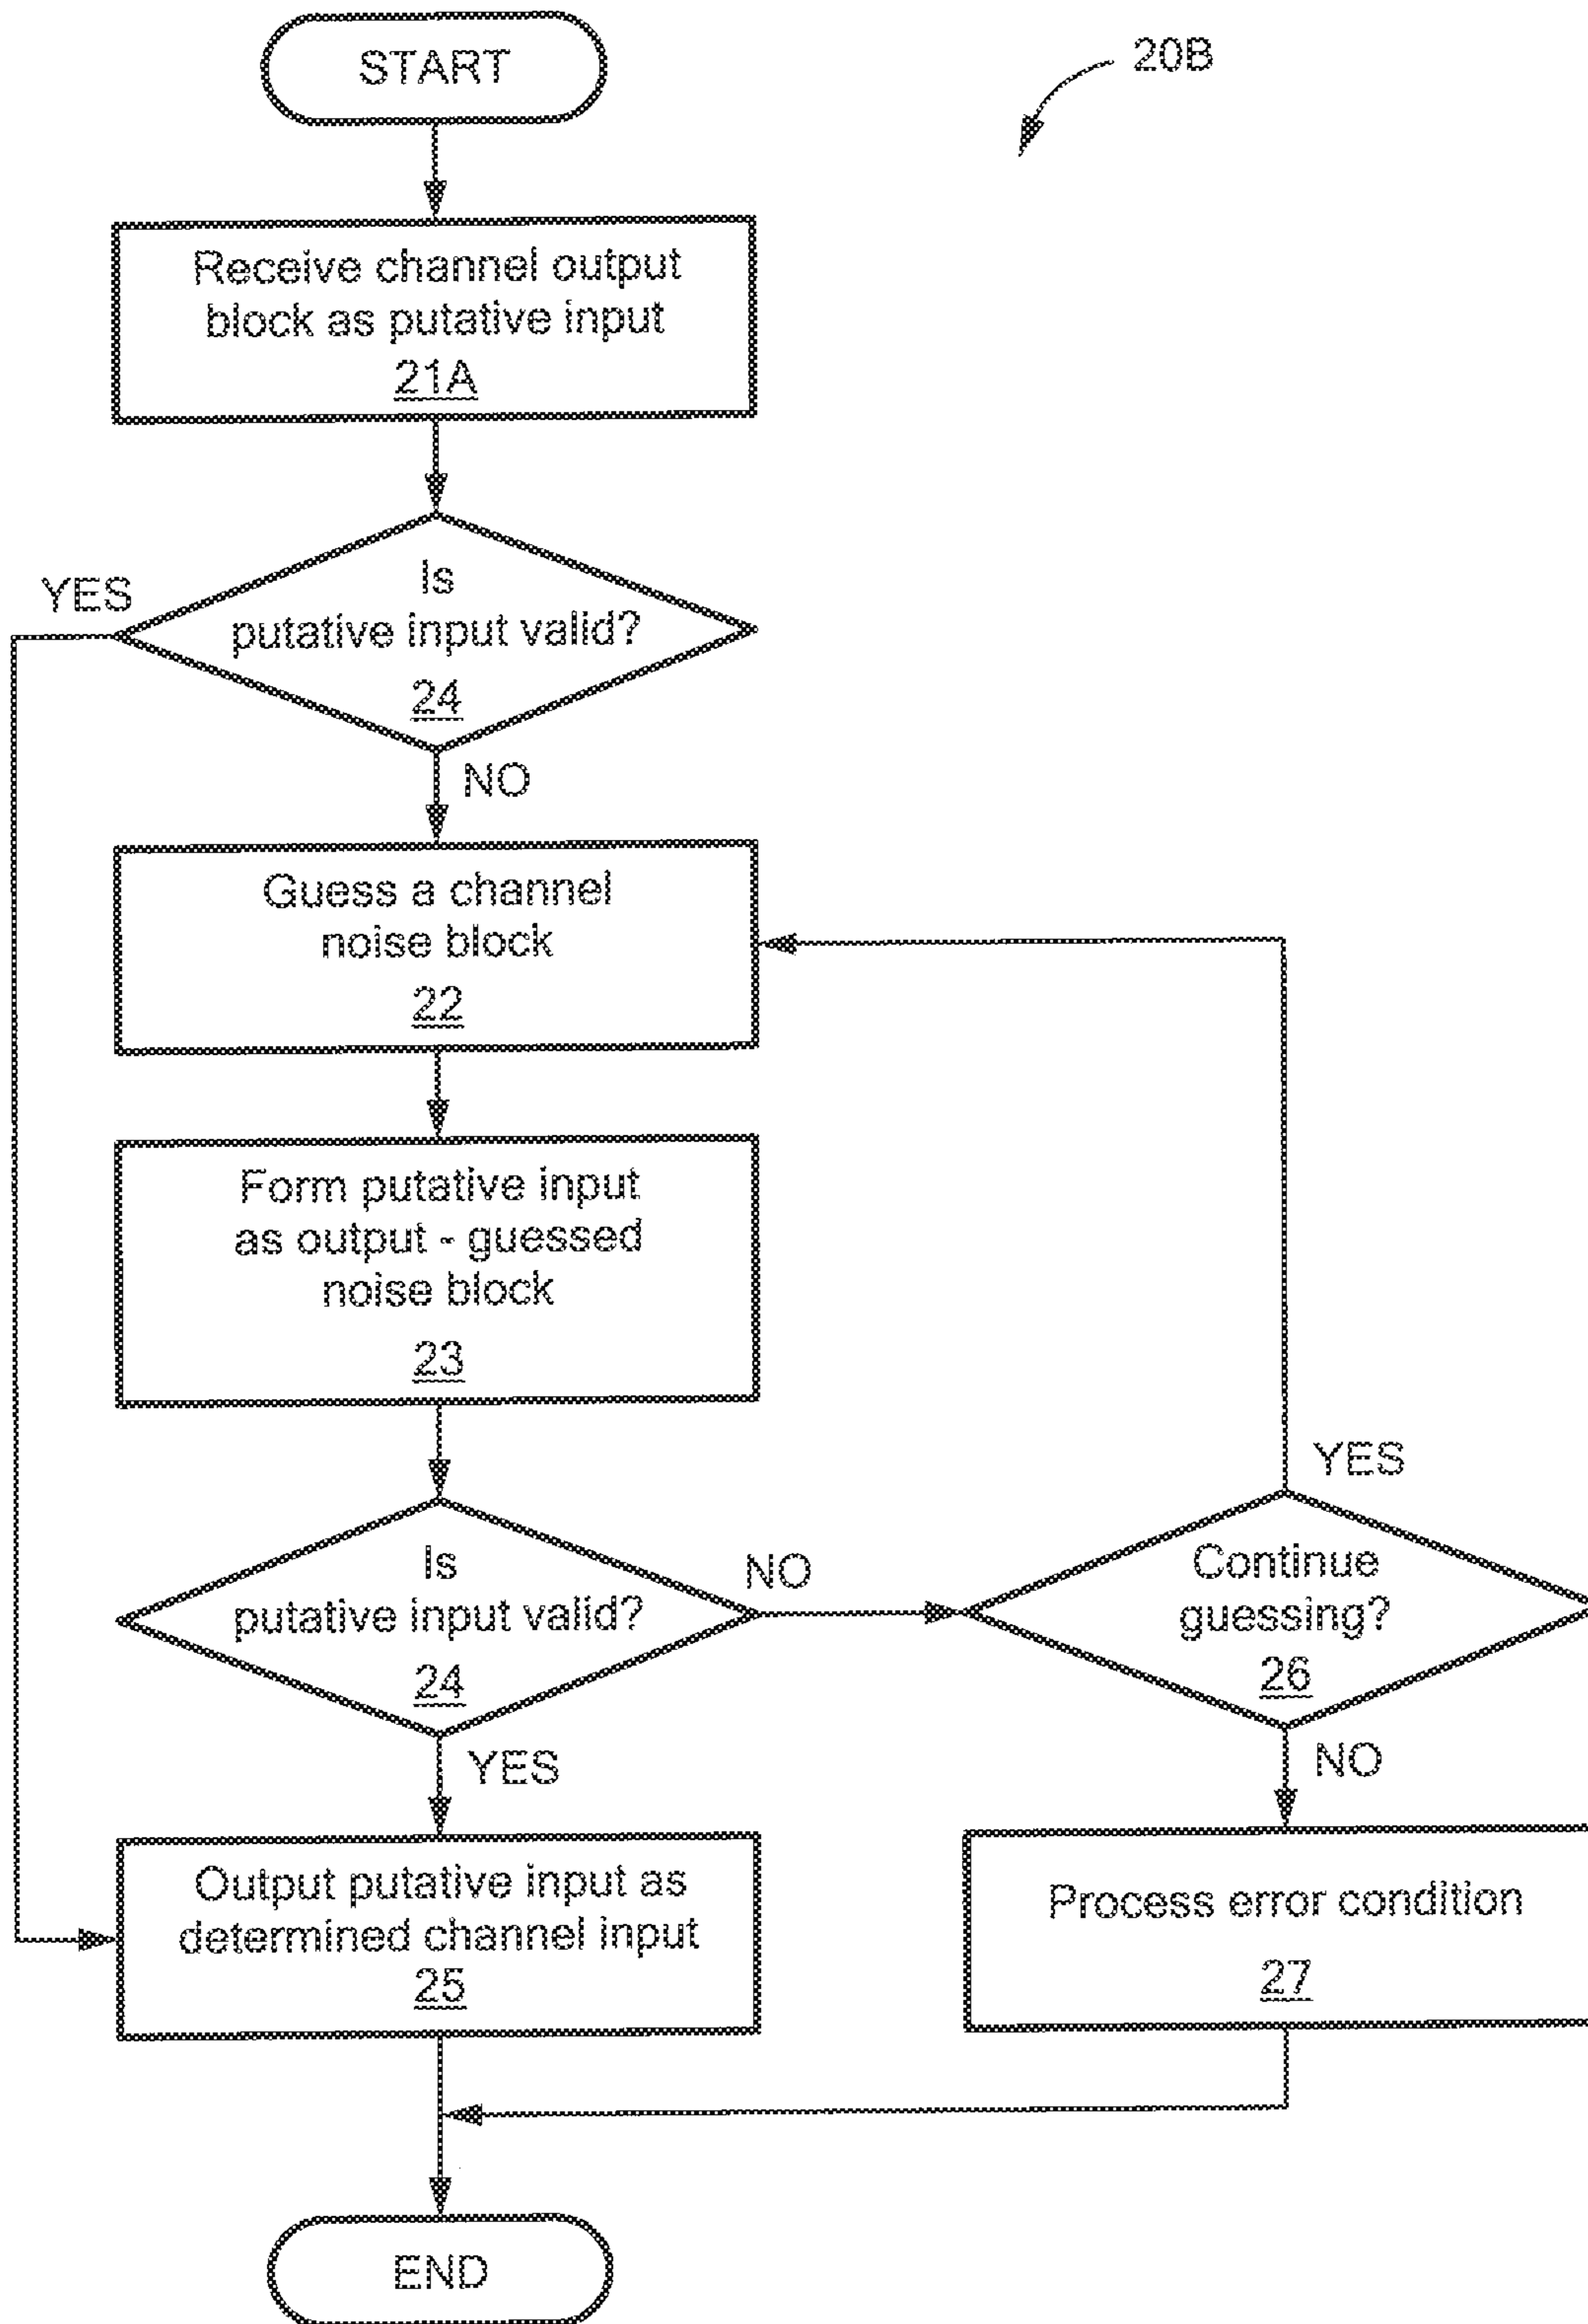 START
20B
Receive channel output
block as putative input
21A
Is
putative input valid?
24
YES
NO
Guess a channel
noise block
22
Form putative input
as output - guessed
noise block
23
Is
putative input valid?
24
NO
YES
Continue
guessing?
26
YES
NO
Output putative input as
determined channel input
25
Process error condition
27
END